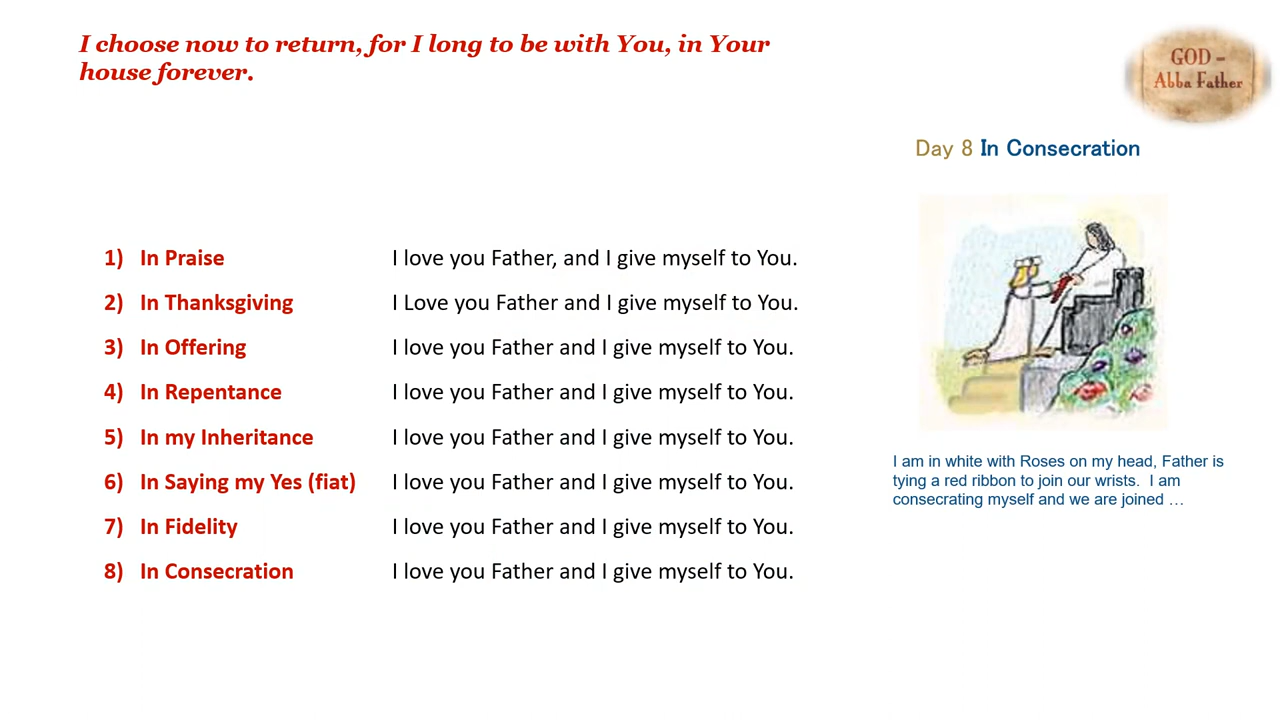 I choose now to return, for I long to be with You, in Your
house forever.
GOD –
Abba Father
Day 8 In Consecration
1) In Praise I love you Father, and I give myself to You.
2) In Thanksgiving I Love you Father and I give myself to You.
3) In Offering I love you Father and I give myself to You.
4) In Repentance I love you Father and I give myself to You.
5) In my Inheritance I love you Father and I give myself to You.
6) In Saying my Yes (fiat) I love you Father and I give myself to You.
7) In Fidelity I love you Father and I give myself to You.
8) In Consecration I love you Father and I give myself to You.
I am in white with Roses on my head, Father is
tying a red ribbon to join our wrists. I am
consecrating myself and we are joined …